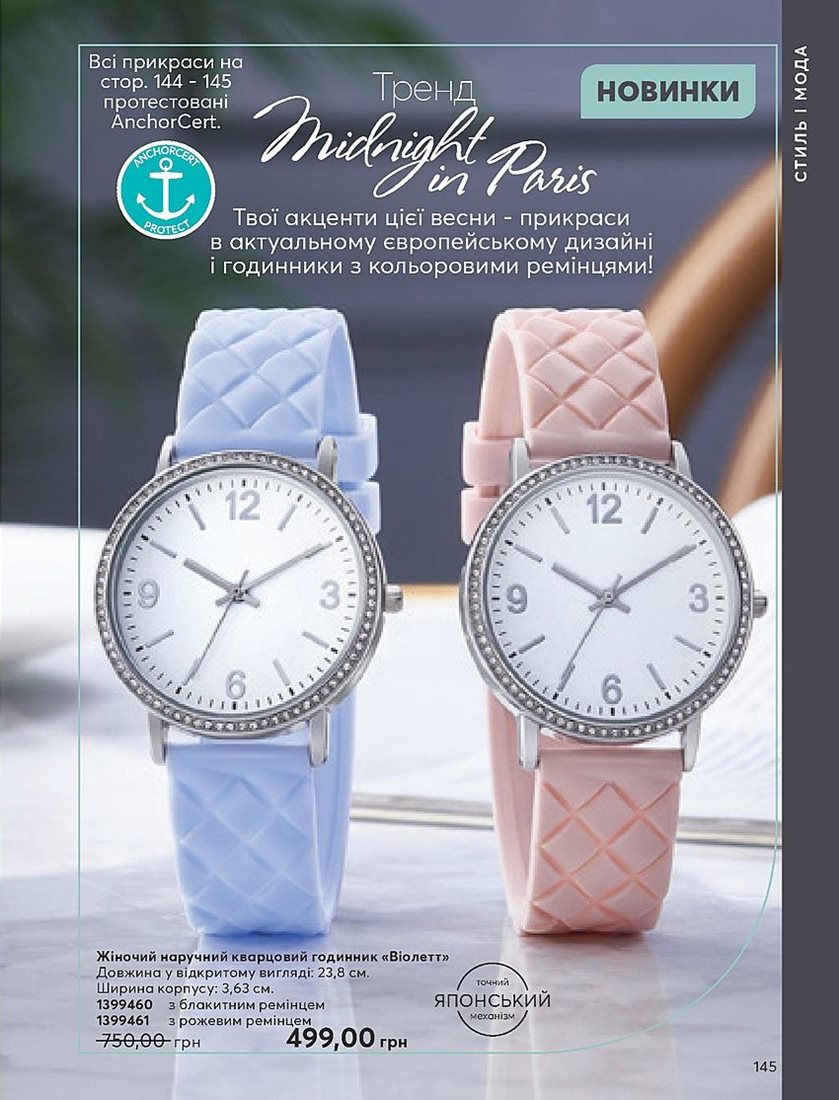 Всі прикраси на
стор. 144 - 145
протестовані
AnchorCert.
ANCHORCERT
PROTECT
Тренд
Midnight
in Paris
НОВИНКИ
СТИЛЬ І МОДА
Твої акценти цієї весни - прикраси
в актуальному європейському дизайні
і годинники з кольоровими ремінцями!
12
9 3
6
12
9 3
6
Жіночий наручний кварцовий годинник «Віолетт»
Довжина у відкритому вигляді: 23,8 см.
Ширина корпусу: 3,63 см.
1399460 з блакитним ремінцем
1399461 з рожевим ремінцем
750,00 грн 499,00 грн
точний
ЯПОНСЬКИЙ
механізм
145